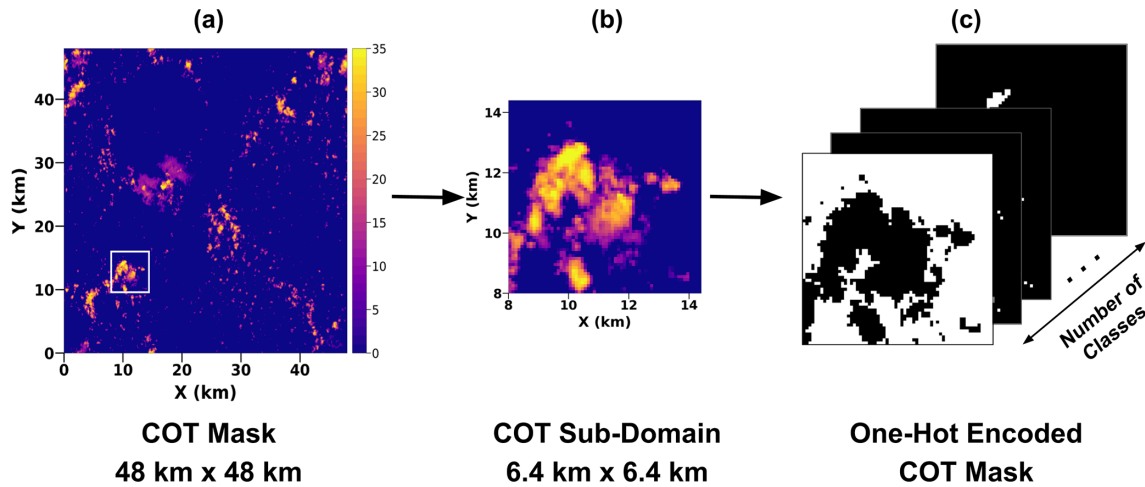 (a)
(b)
(c)
35
30
25
20
15
10
5
0
40
30
20
10
0
Y (km)
0 10 20 30 40
X (km)
14
12
10
8
Y (km)
8 10 12 14
X (km)
Number of
Classes
COT Mask
48 km x 48 km
COT Sub-Domain
6.4 km x 6.4 km
One-Hot Encoded
COT Mask